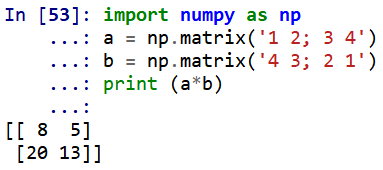 In [53]: import numpy as np
    ...: a = np.matrix('1 2; 3 4')
    ...: b = np.matrix('4 3; 2 1')
    ...: print (a*b)
    ...:
[[ 8  5]
 [20 13]]